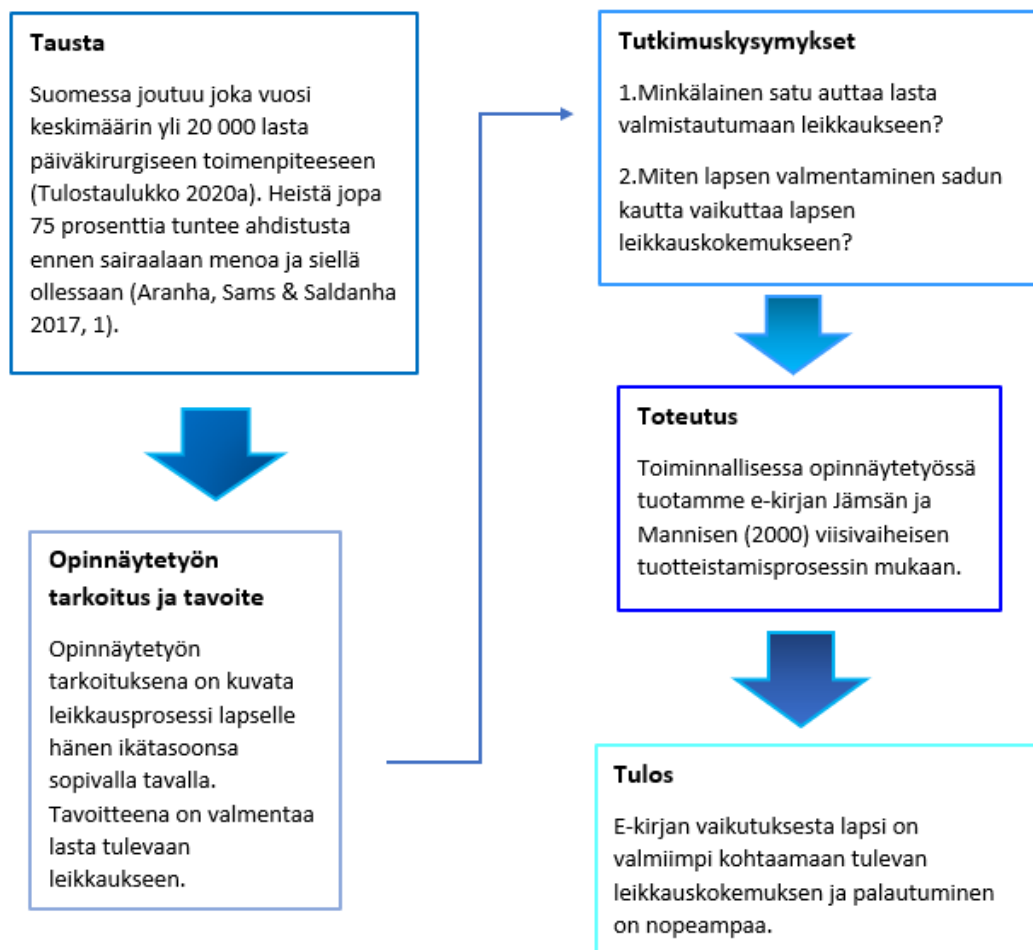 Tausta
Suomessa joutuu joka vuosi
keskimäärin yli 20 000 lasta
päiväkirurgiseen toimenpiteeseen
(Tulostaulukko 2020a). Heistä jopa
75 prosenttia tuntee ahdistusta
ennen sairaalaan menoa ja siellä
ollessaan (Aranha, Sams & Saldanha
2017, 1).
Opinnäytetyön
tarkoitus ja tavoite
Opinnäytetyön
tarkoituksena on kuvata
leikkausprosessi lapselle
hänen ikätasoonsa
sopivalla tavalla.
Tavoitteena on valmentaa
lasta tulevaan
leikkaukseen.
Tutkimuskysymykset
1.Minkälainen satu auttaa lasta
valmistautumaan leikkaukseen?
2.Miten lapsen valmentaminen sadun
kautta vaikuttaa lapsen
leikkauskokemukseen?
Toteutus
Toiminnallisessa opinnäytetyössä
tuotamme e-kirjan Jämsän ja
Mannisen (2000) viisivaiheisen
tuotteistamisprosessin mukaan.
Tulos
E-kirjan vaikutuksesta lapsi on
valmiimpi kohtaamaan tulevan
leikkauskokemuksen ja palautuminen
on nopeampaa.